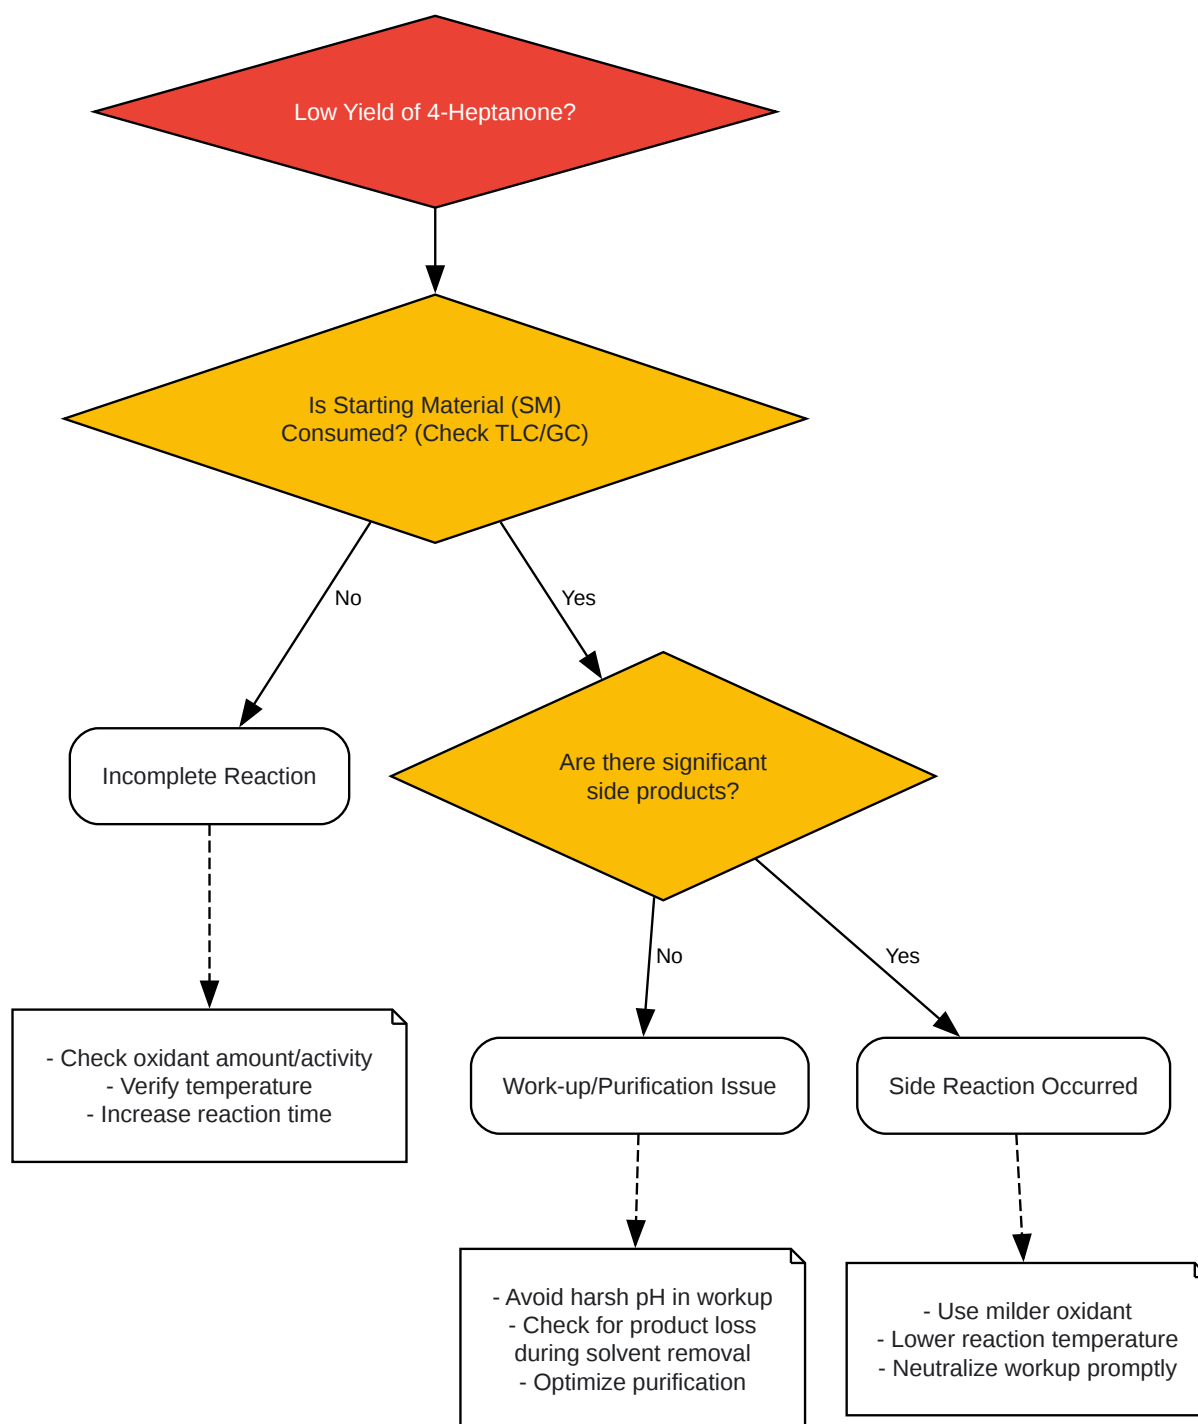 Low Yield of 4-Heptanone?
Is Starting Material (SM)
Consumed? (Check TLC/GC)
No
Yes
Are there significant
side products?
Incomplete Reaction
No
Yes
- Check oxidant amount/activity
- Verify temperature
- Increase reaction time
Work-up/Purification Issue
Side Reaction Occurred
- Avoid harsh pH in workup
- Check for product loss
during solvent removal
- Optimize purification
- Use milder oxidant
- Lower reaction temperature
- Neutralize workup promptly